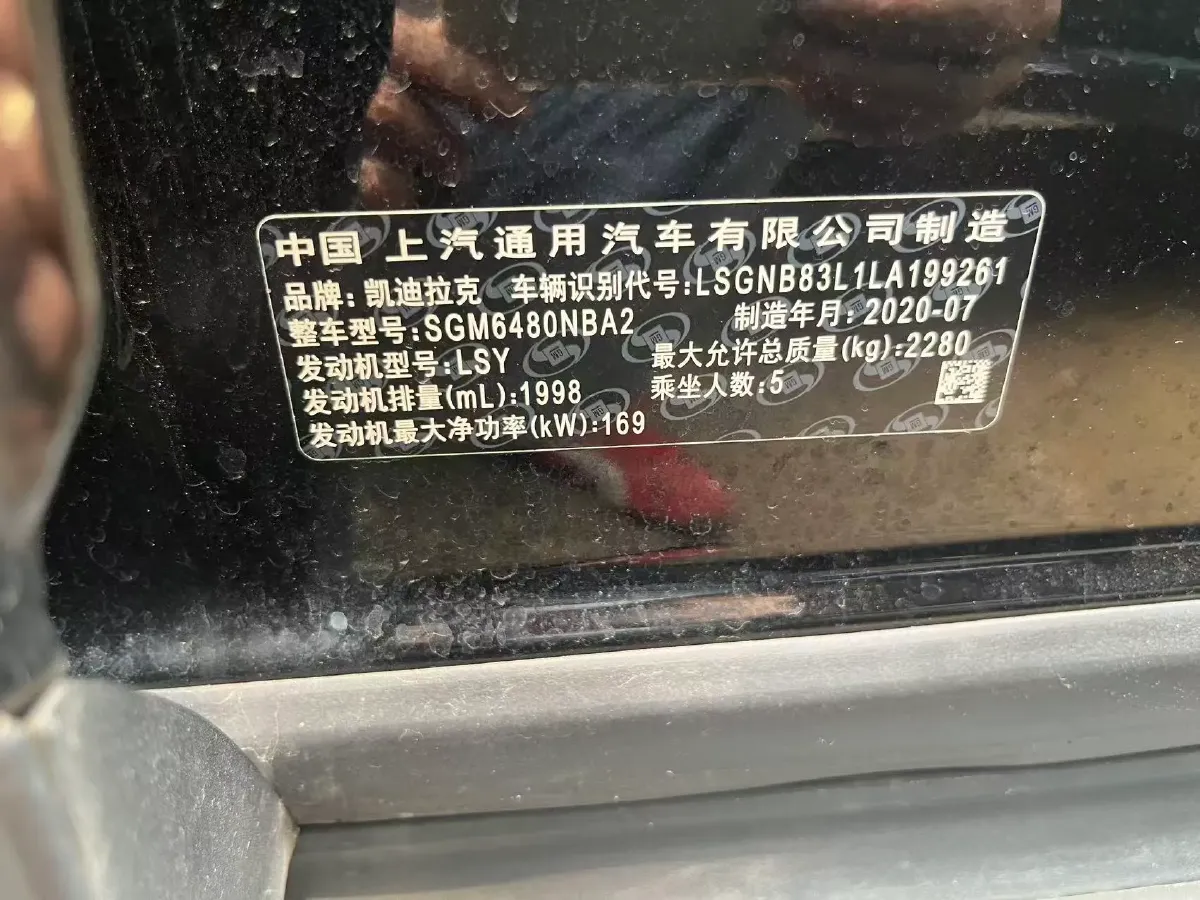 中国 上汽通用汽车有限公司制造
品牌:凯迪拉克 车辆识别代号:LSGNB83L1LA199261
整车型号:SGM6480NBA2 制造年月:2020-07
发动机型号:LSY 最大允许总质量(kg):2280
发动机排量(mL):1998 乘坐人数:5
发动机最大净功率(kW):169